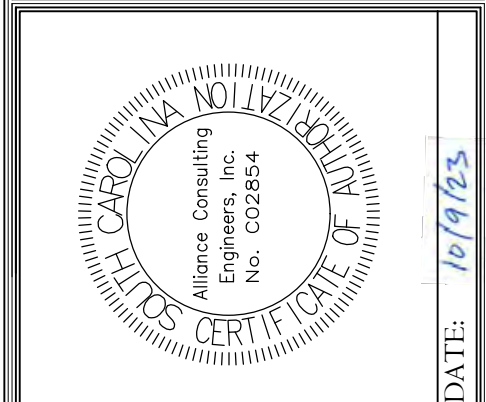 SOUTH CAROLINA
CERTIFICATE OF AUTHORIZATION
Alliance Consulting
Engineers, Inc.
No. C02854
DATE: 10/9/23